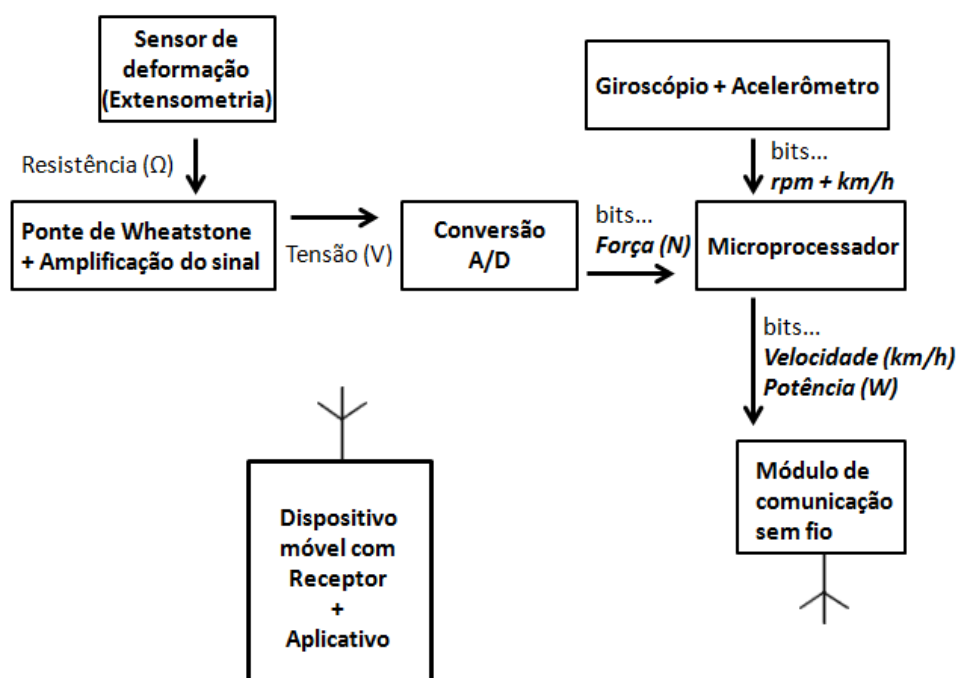 Sensor de
deformação
(Extensometria)
Giroscópio + Acelerômetro
Resistência (Ω)
bits...
rpm + km/h
Ponte de Wheatstone
+ Amplificação do sinal
Tensão (V)
Conversão
A/D
bits...
Força (N)
Microprocessador
bits...
Velocidade (km/h)
Potência (W)
Módulo de
comunicação
sem fio
Dispositivo
móvel com
Receptor
+
Aplicativo